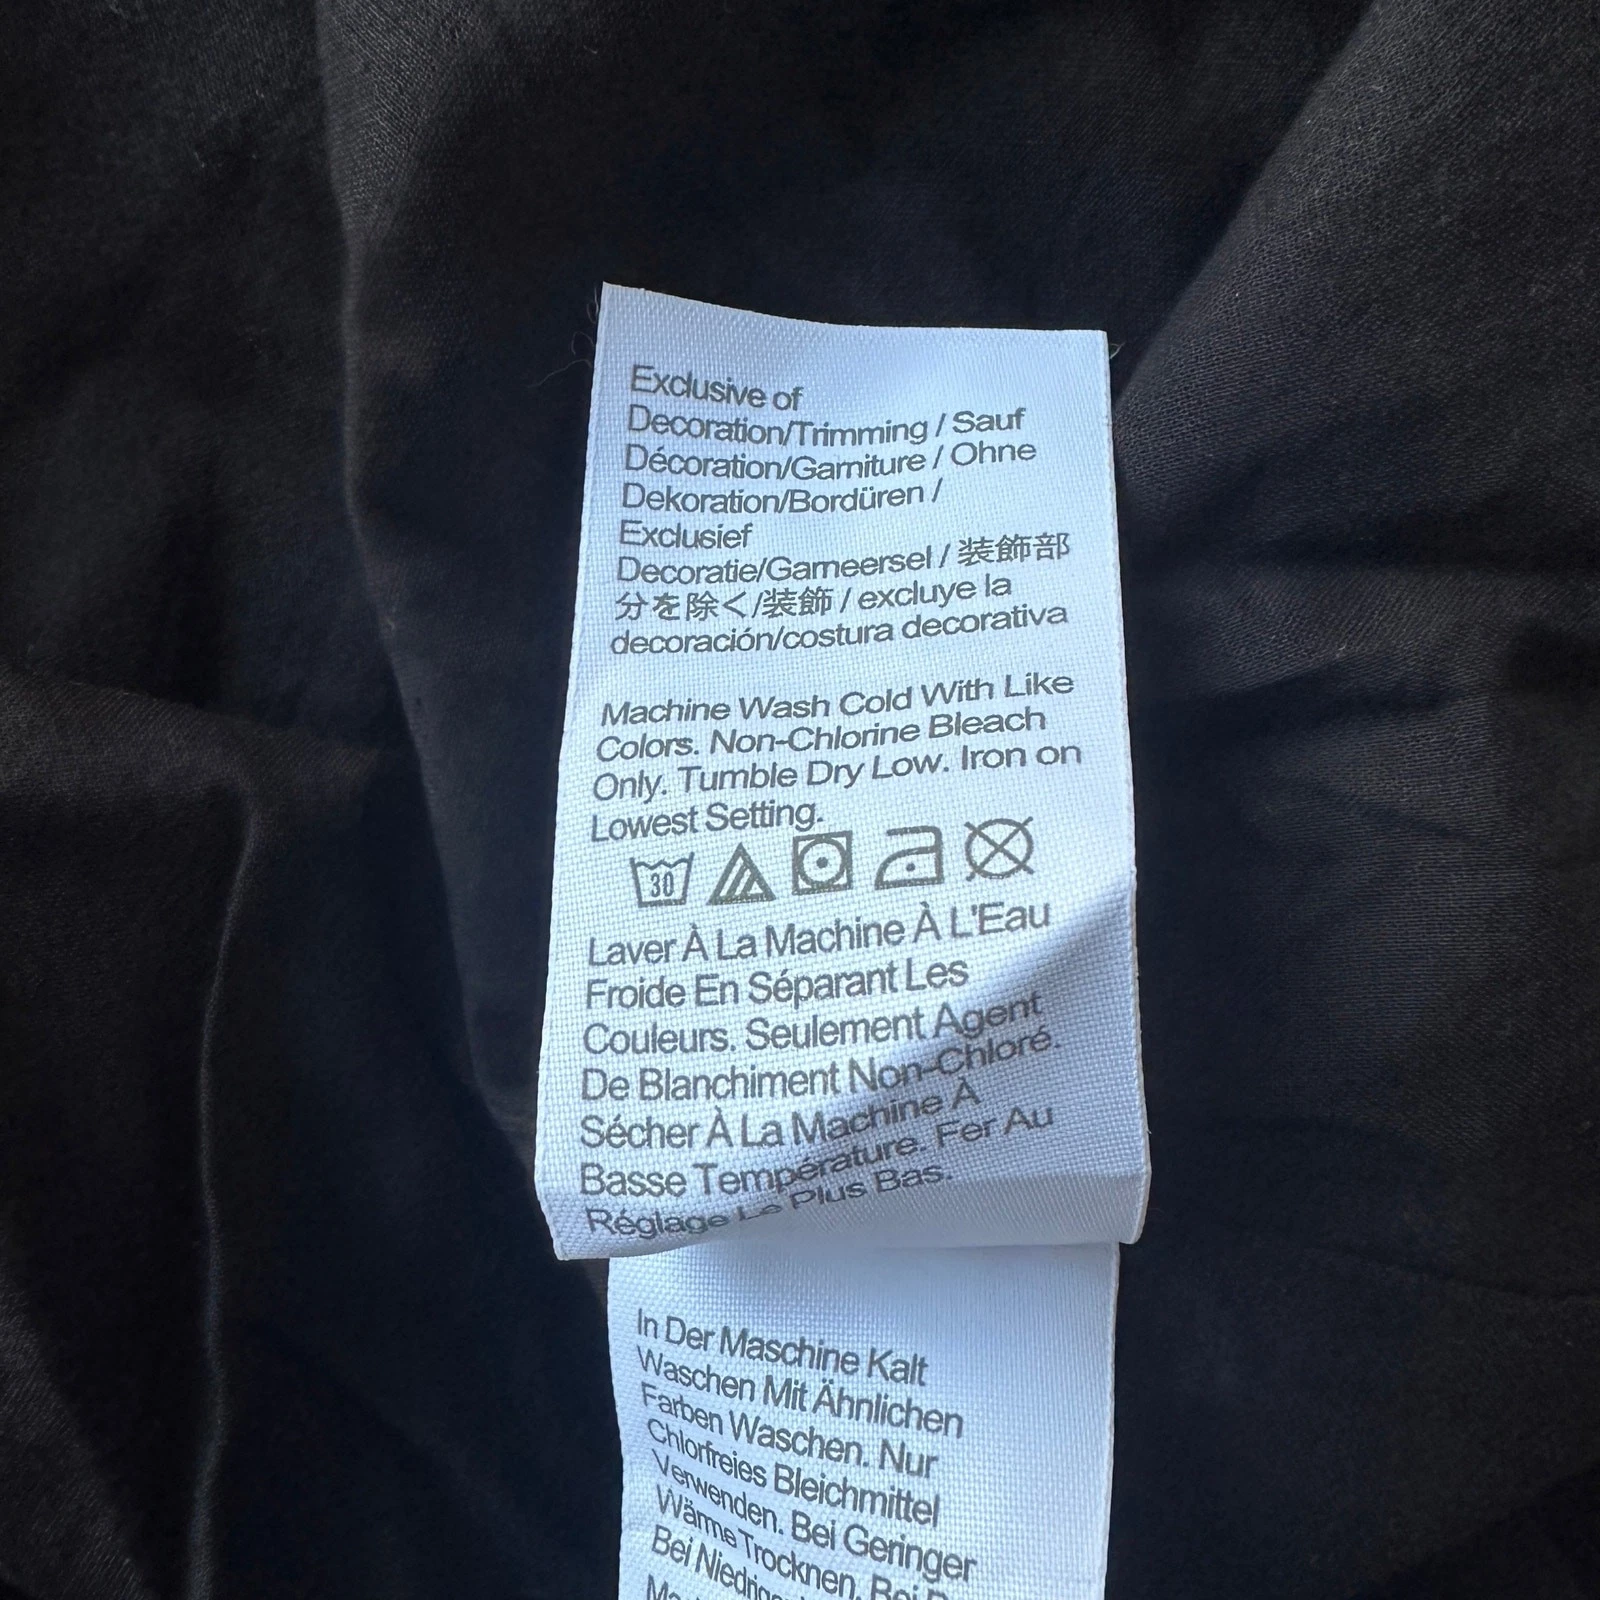 Exclusive of
Decoration/Trimming / Sauf
Décoration/Garniture / Ohne
Dekoration/Bordüren /
Exclusief
Decoratie/Garneersel / 装飾部
分を除く/装飾 / excluye la
decoración/costura decorativa
Machine Wash Cold With Like
Colors. Non-Chlorine Bleach
Only. Tumble Dry Low. Iron on
Lowest Setting.
30
Laver À La Machine À L'Eau
Froide En Séparant Les
Couleurs. Seulement Agent
De Blanchiment Non-Chloré.
Sécher À La Machine À
Basse Température. Fer Au
Réglage Le Plus Bas.
In Der Maschine Kalt
Waschen Mit Ähnlichen
Farben Waschen. Nur
Chlorfreies Bleichmittel
Verwenden. Bei Geringer
Wärme Trocknen. Bei
Bei